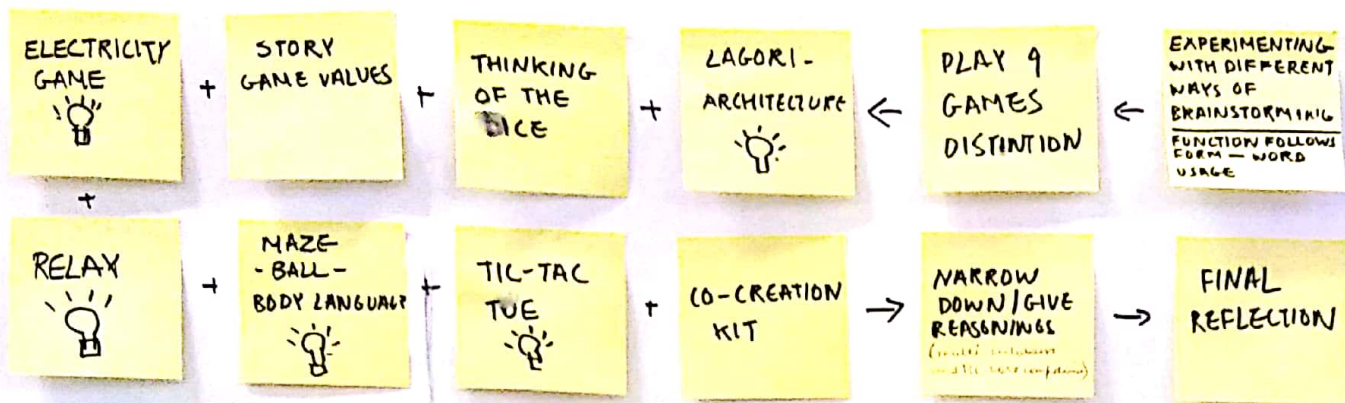 ELECTRICITY
GAME
+
STORY
GAME VALUES
+
THINKING
OF THE
DICE
+
LAGORI-
ARCHITECTURE
←
PLAY 9
GAMES
DISTINTION
←
EXPERIMENTING
WITH DIFFERENT
WAYS OF
BRAINSTORMING
FUNCTION FOLLOWS
FORM - WORD
USAGE
+
RELAY
+
MAZE-
-BALL-
BODY LANGUAGE
+
TIC-TAC
TUE
+
CO-CREATION
KIT
→
NARROW
DOWN/GIVE
REASONINGS
→
FINAL
REFLECTION